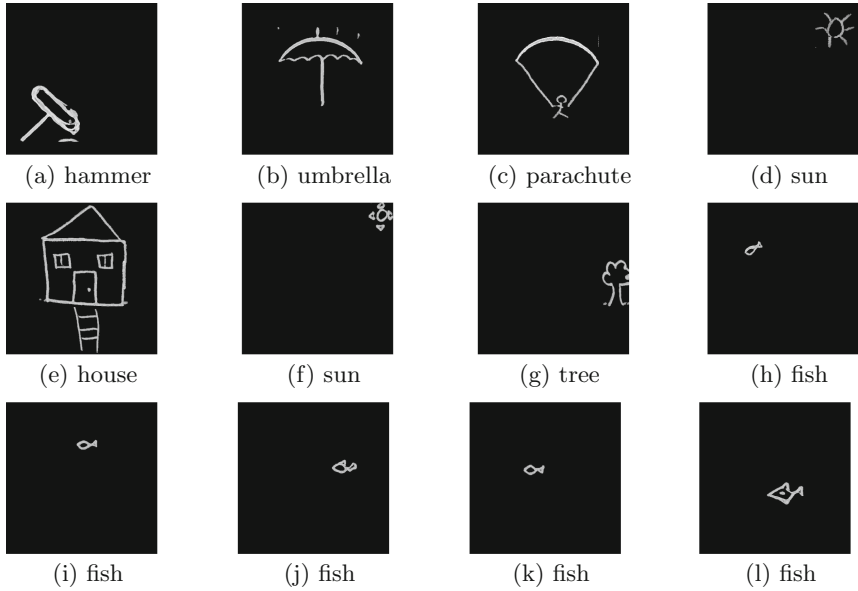 (a) hammer
(b) umbrella
(c) parachute
(d) sun
(e) house
(f) sun
(g) tree
(h) fish
(i) fish
(j) fish
(k) fish
(l) fish